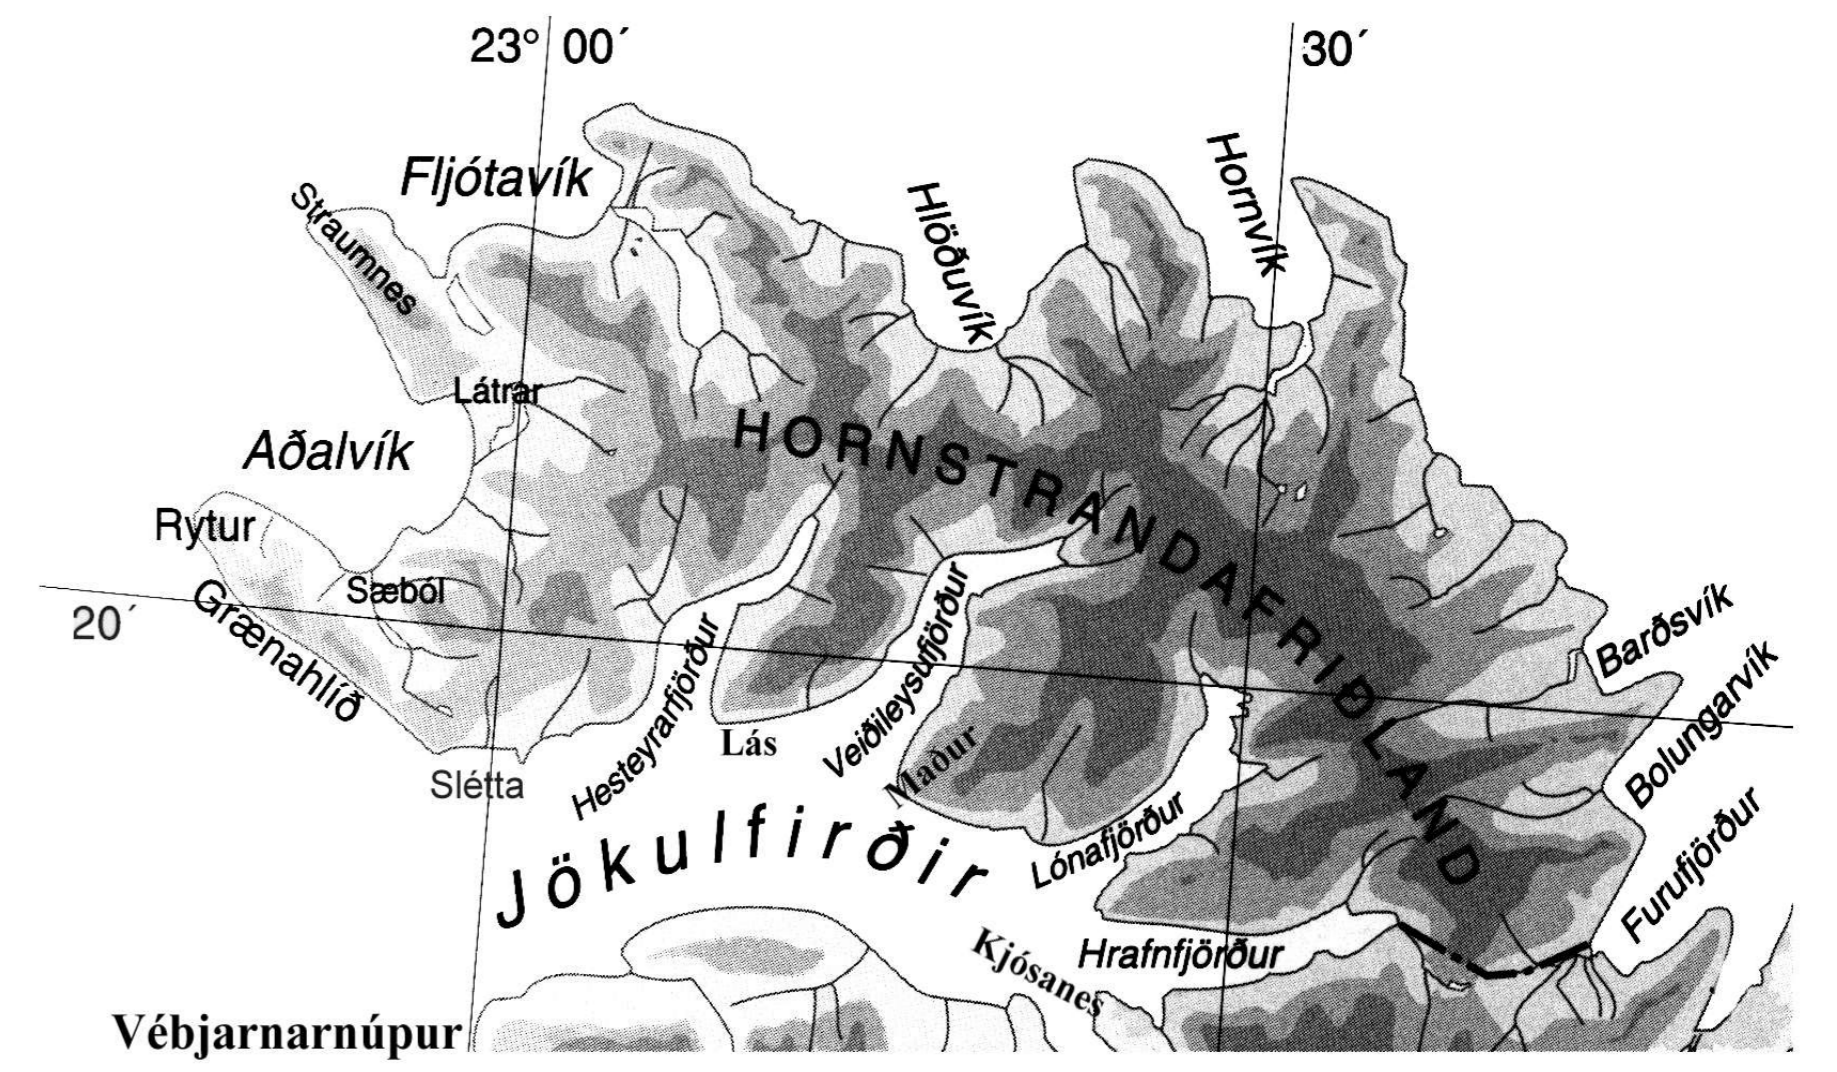 23° 00´
30´
Fljótavík
Straumnes
Hlöðuvík
Hornvík
Látrar
Aðalvík
HORNSTRANDAFRIÐLAND
Rytur
Sæból
20´
Grænahlíð
Slétta
Hesteyrarfjörður
Lás
Veiðileysufjörður
Maður
Jökulfirðir
Lónafjörður
Barðsvík
Bolungarvík
Furufjörður
Hrafnfjörður
Kjósanes
Vébjarnarnúpur